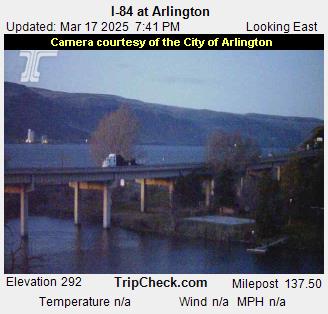 I-84 at Arlington
Updated: Mar 17 2025 7:41 PM Looking East
Camera courtesy of the City of Arlington
Elevation 292 TripCheck.com Milepost 137.50
Temperature n/a Wind n/a MPH n/a